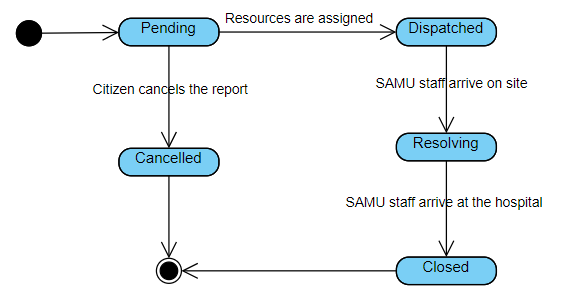 Resources are assigned
Pending
Dispatched
Citizen cancels the report
SAMU staff arrive on site
Cancelled
Resolving
SAMU staff arrive at the hospital
Closed